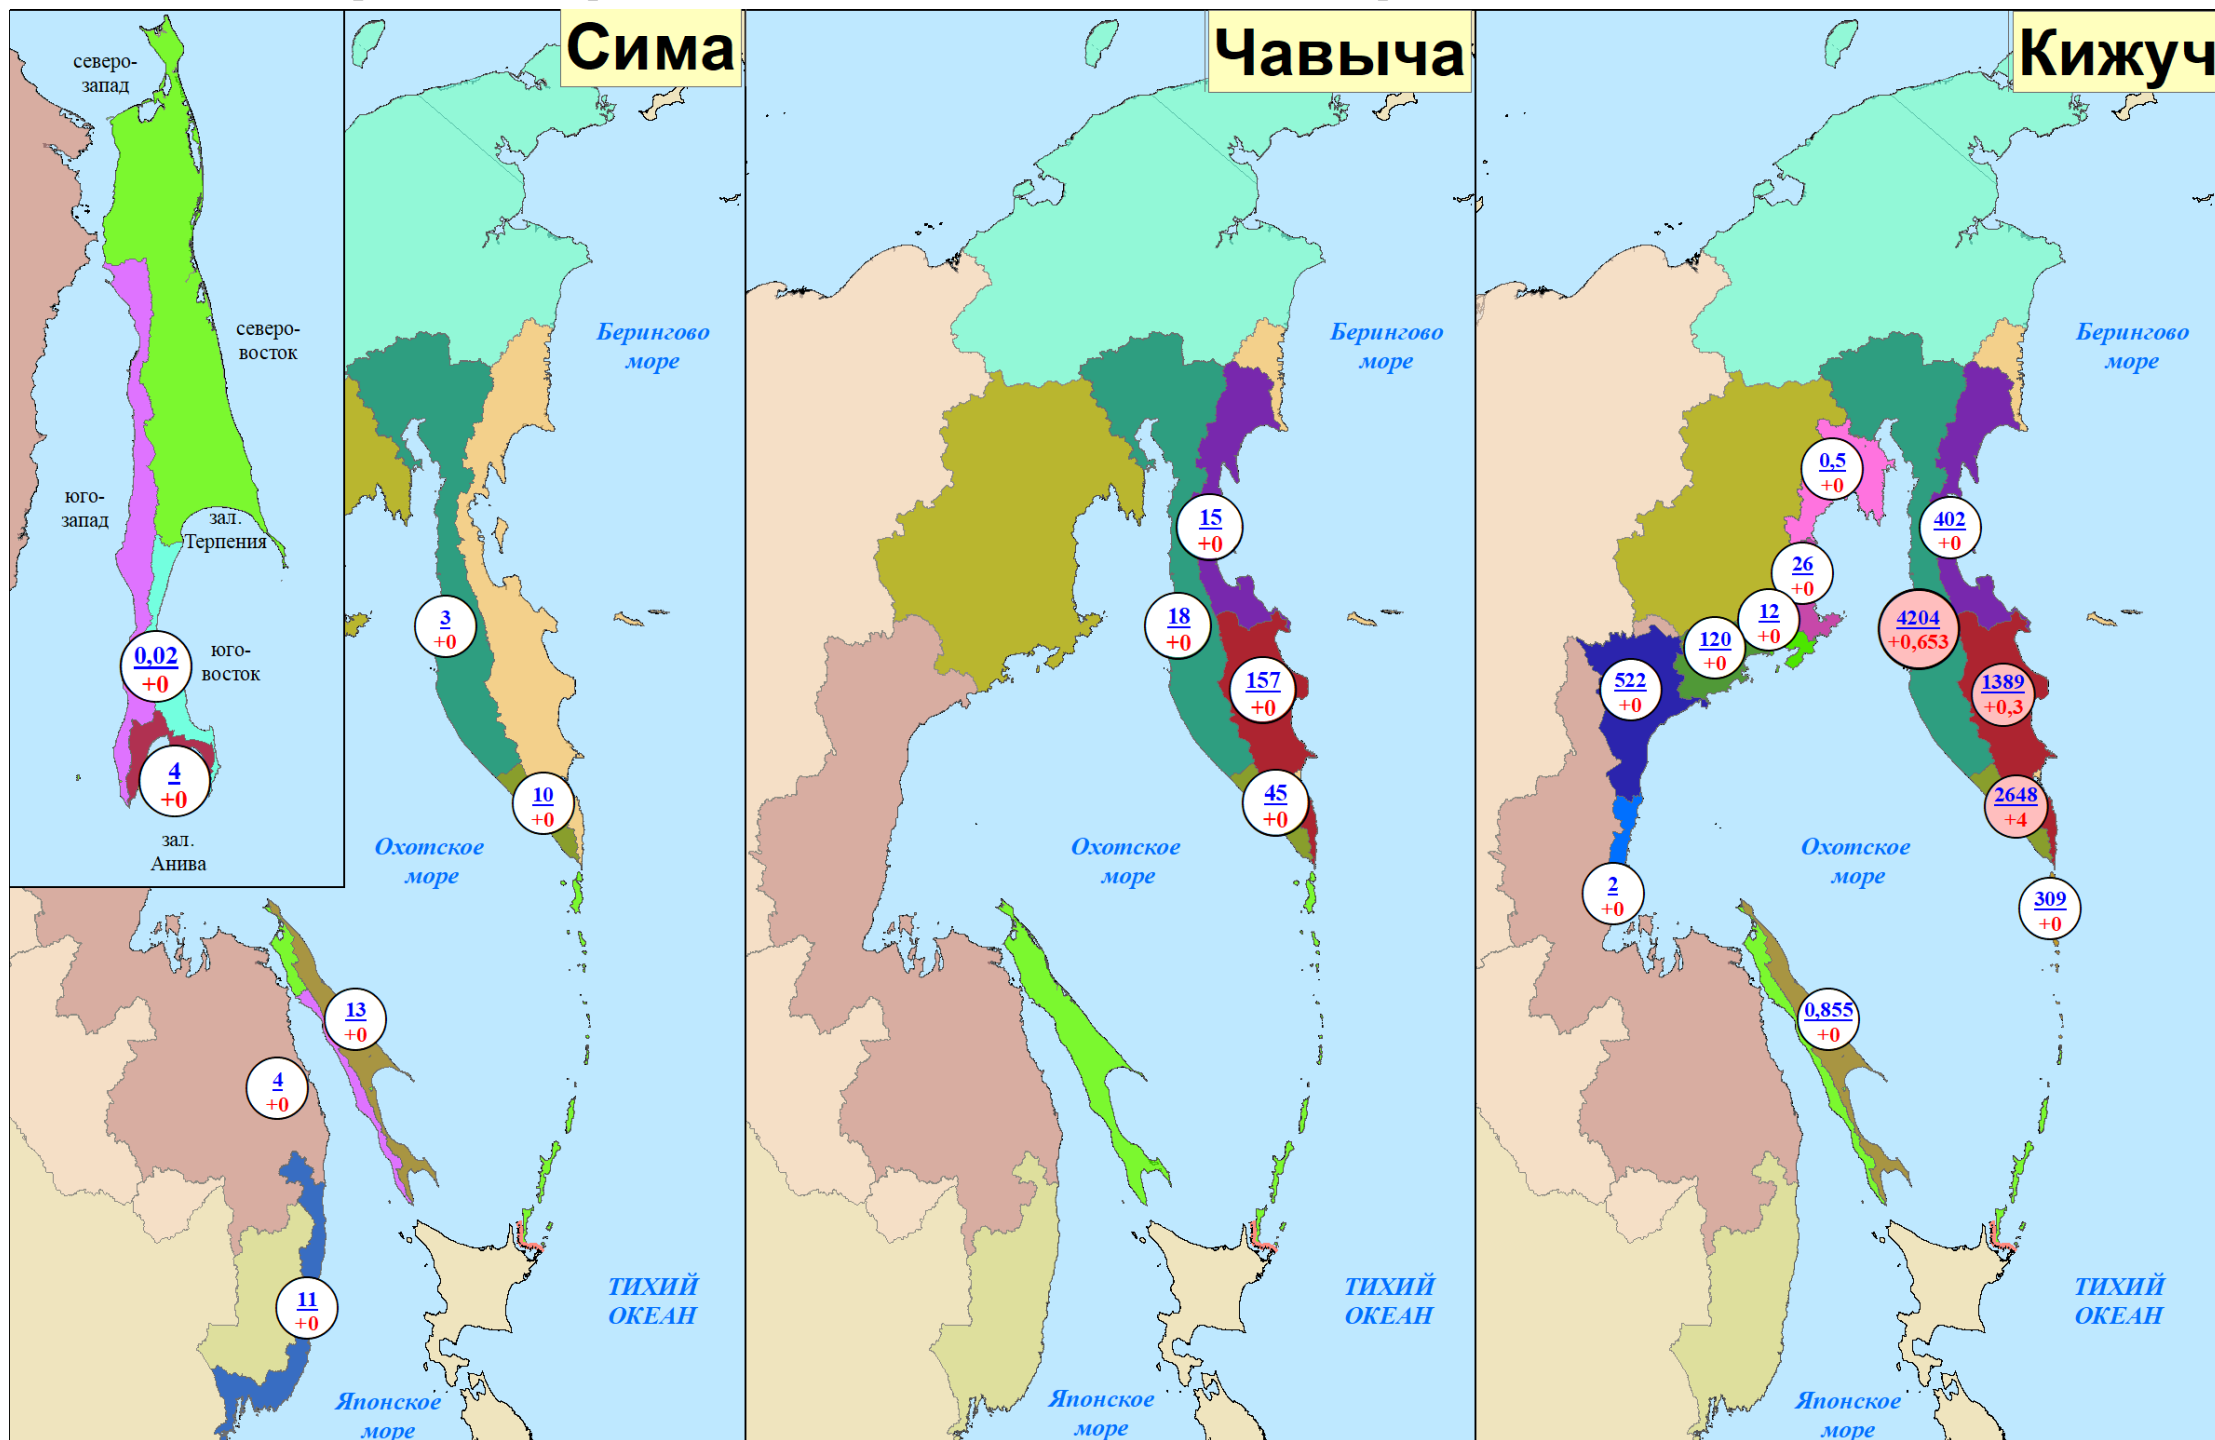 Сима
северо-
запад
северо-
восток
юго-
запад
зал.
Терпения
юго-
восток
0,02
+0
4
+0
зал.
Анива
Берингово
море
3
+0
10
+0
Охотское
море
13
+0
4
+0
11
+0
ТИХИЙ
ОКЕАН
Японское
море
Чавыча
Берингово
море
15
+0
18
+0
157
+0
45
+0
Охотское
море
ТИХИЙ
ОКЕАН
Японское
море
Кижуч
Берингово
море
0,5
+0
402
+0
26
+0
12
+0
120
+0
4204
+0,653
522
+0
1389
+0,3
2648
+4
Охотское
море
2
+0
309
+0
0,855
+0
ТИХИЙ
ОКЕАН
Японское
море